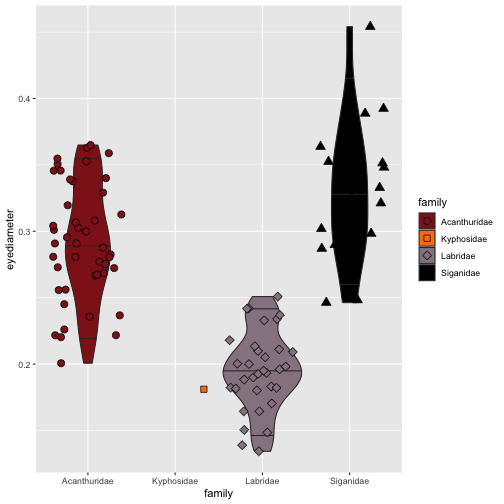 eyediameter
0.4
0.3
0.2
Acanthuridae Kyphosidae Labridae Siganidae
family
family
Acanthuridae
Kyphosidae
Labridae
Siganidae